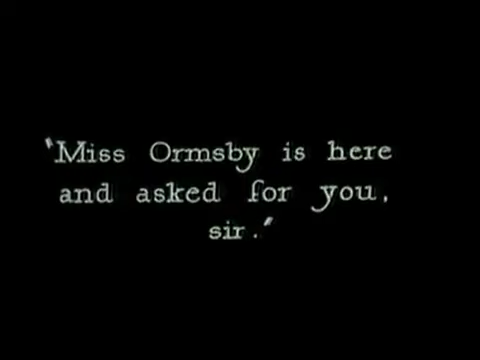 "Miss Ormsby is here
and asked for you,
sir."